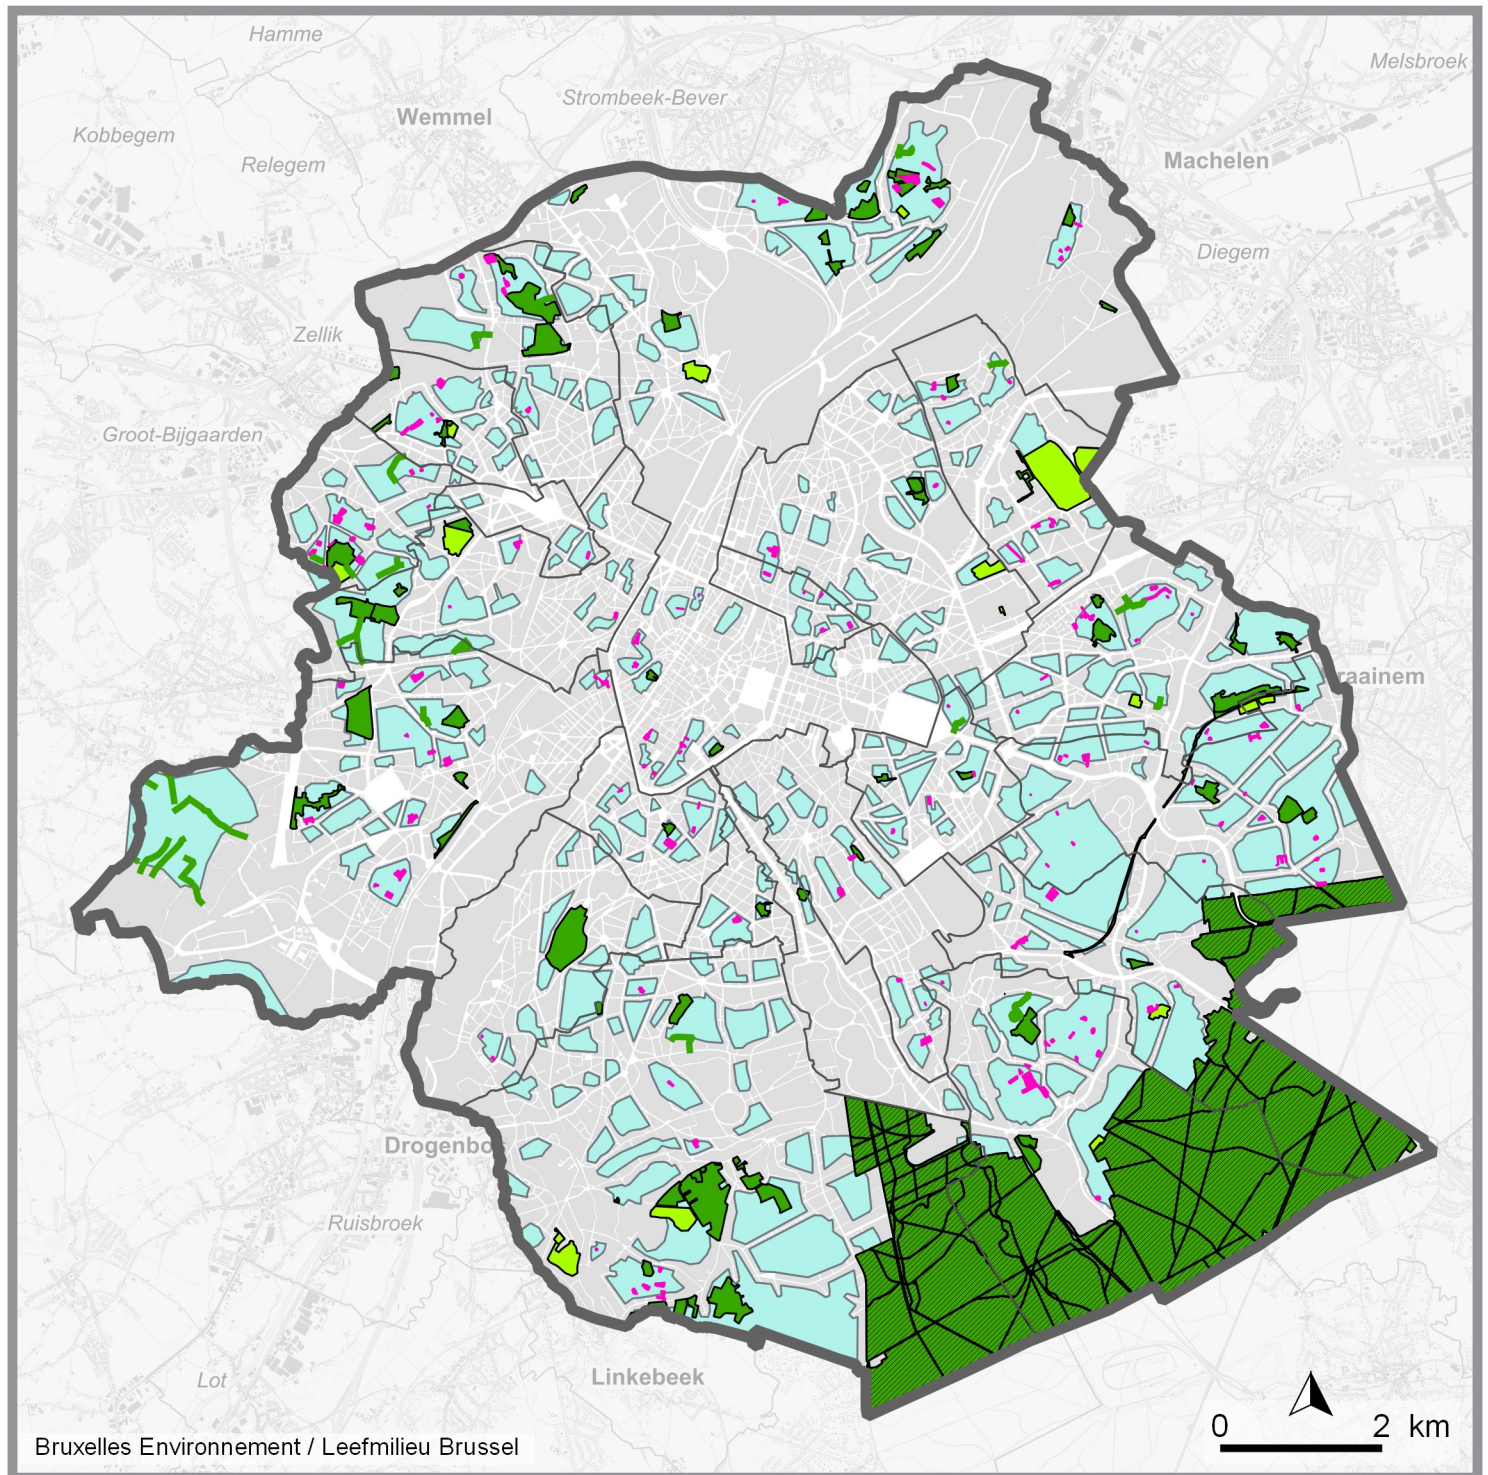 Hamme
Melsbroek
Strombeek-Bever
Wemmel
Kobbegem
Relegem
Machelen
Diegem
Zellik
Groot-Bijgaarden
raainem
Drogenbo
Ruisbroek
Linkebeek
Lot
0 2 km
Bruxelles Environnement / Leefmilieu Brussel